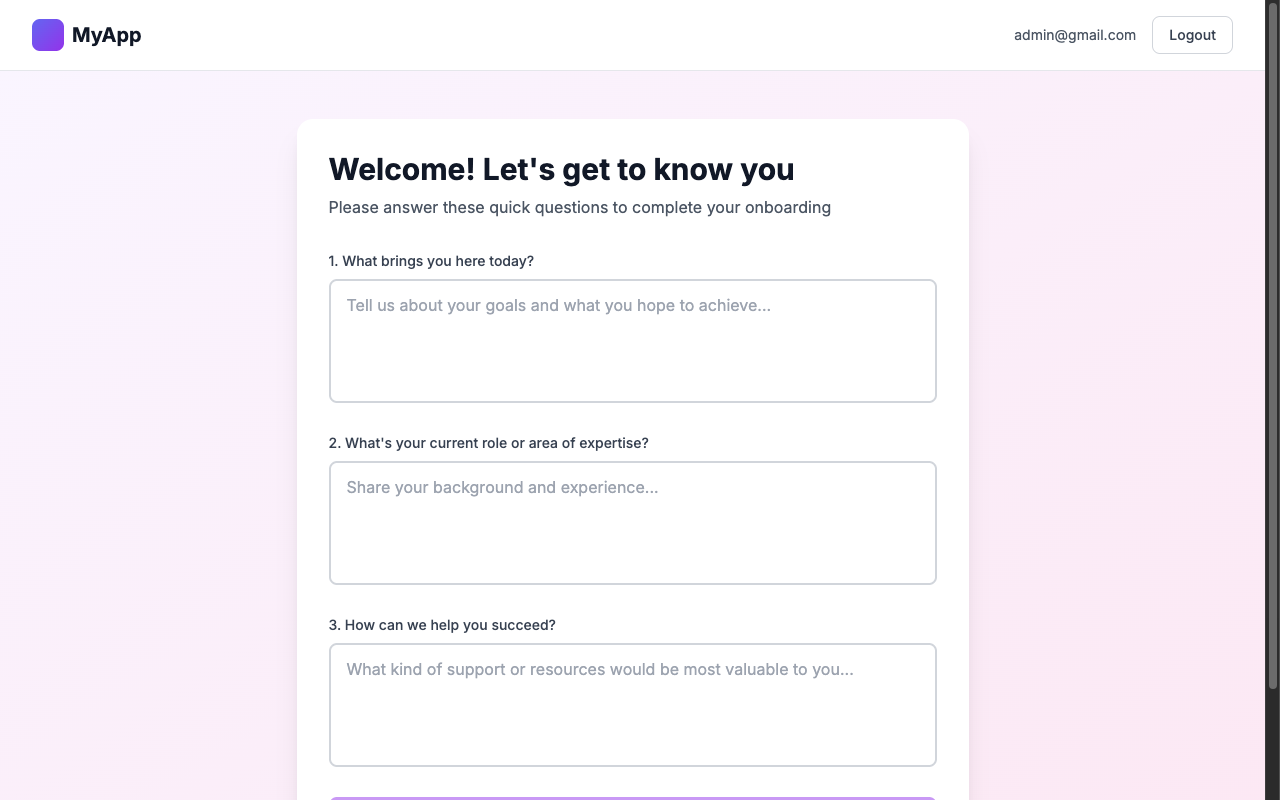 MyApp
admin@gmail.com
Logout
Welcome! Let's get to know you
Please answer these quick questions to complete your onboarding
1. What brings you here today?
Tell us about your goals and what you hope to achieve...
2. What's your current role or area of expertise?
Share your background and experience...
3. How can we help you succeed?
What kind of support or resources would be most valuable to you...